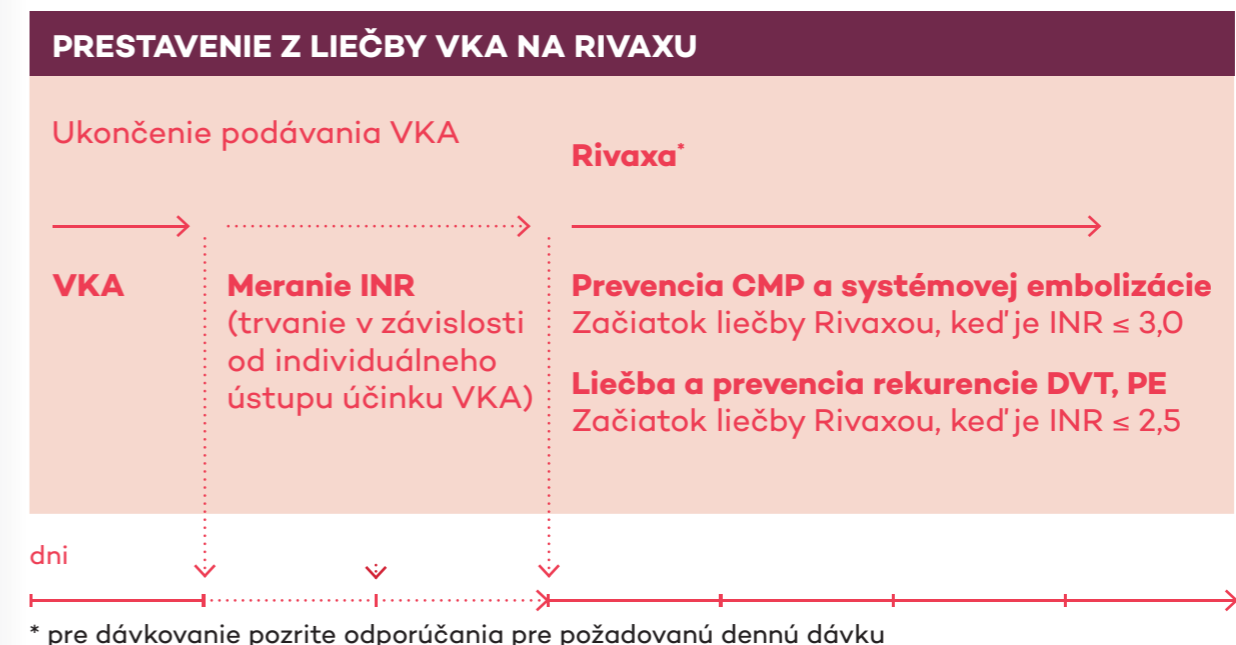 PRESTAVENIE Z LIEČBY VKA NA RIVAXU
Ukončenie podávania VKA
Rivaxa*
VKA
Meranie INR
(trvanie v závislosti
od individuálneho
ústupu účinku VKA)
Prevencia CMP a systémovej embolizácie
Začiatok liečby Rivaxou, keď je INR ≤ 3,0
Liečba a prevencia rekurencie DVT, PE
Začiatok liečby Rivaxou, keď je INR ≤ 2,5
dni
* pre dávkovanie pozrite odporúčania pre požadovanú dennú dávku